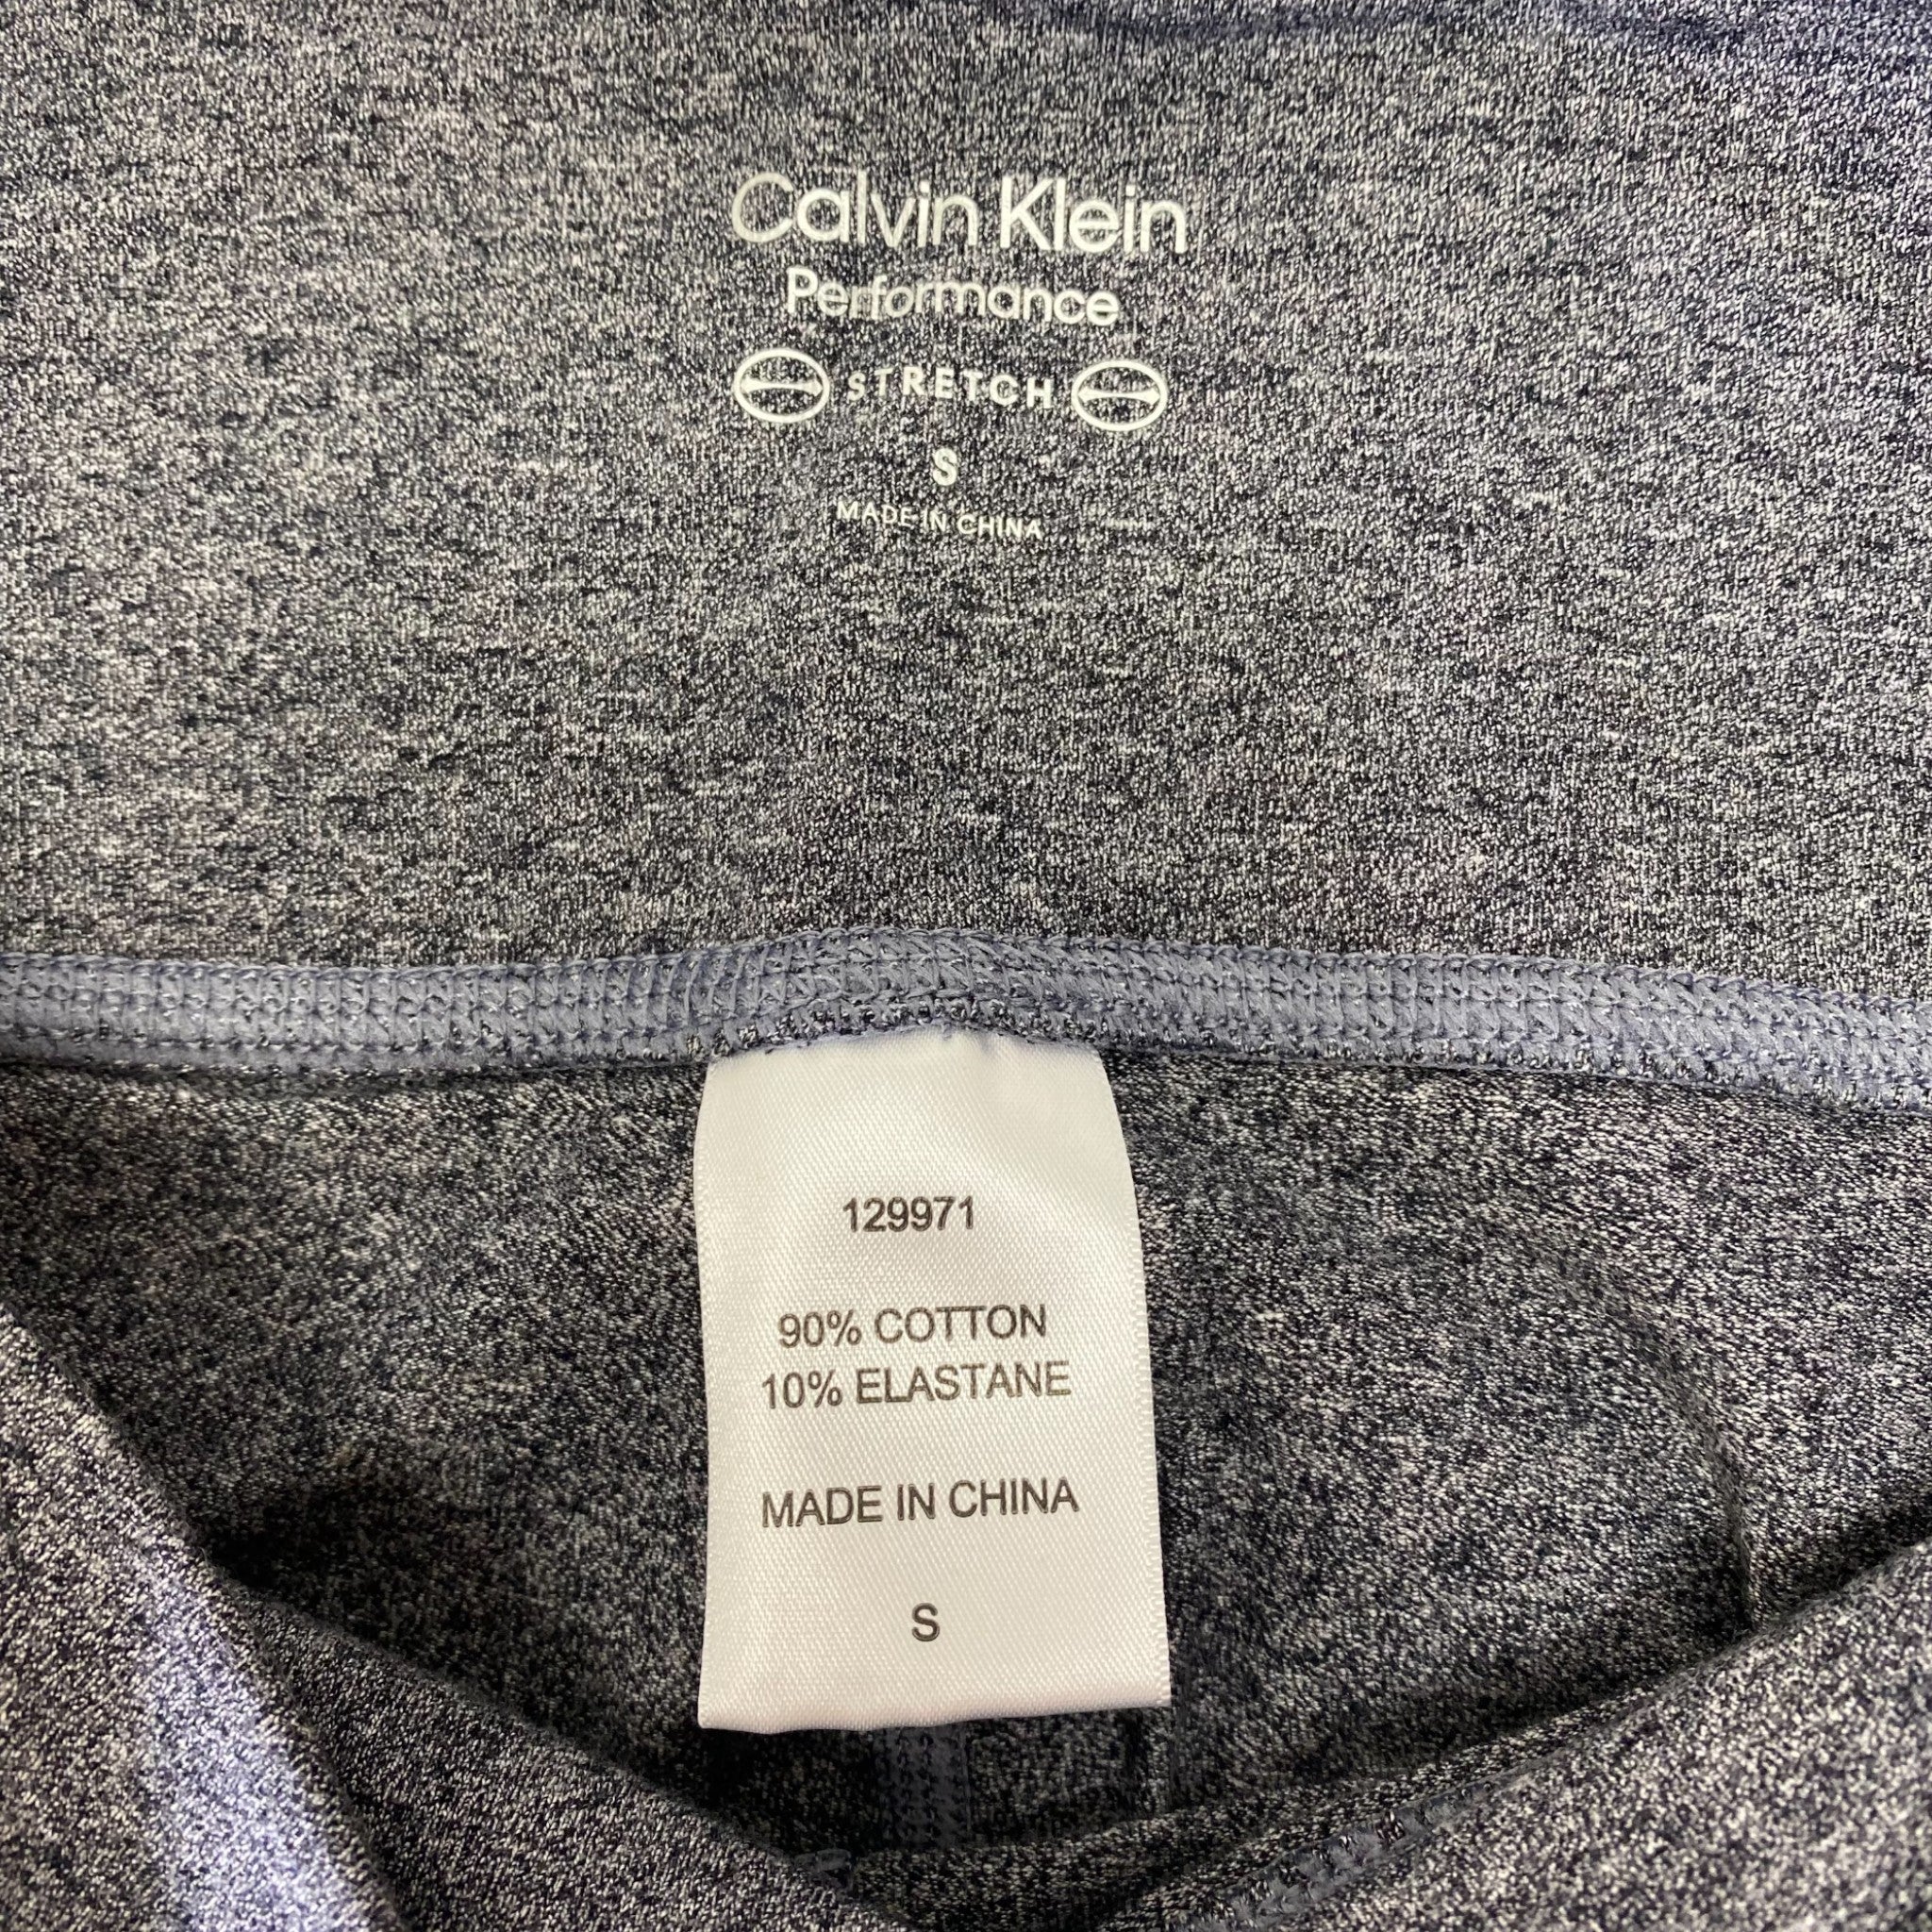 Calvin Klein
Performance
STRETCH
S
MADE IN CHINA
129971
90% COTTON
10% ELASTANE
MADE IN CHINA
S